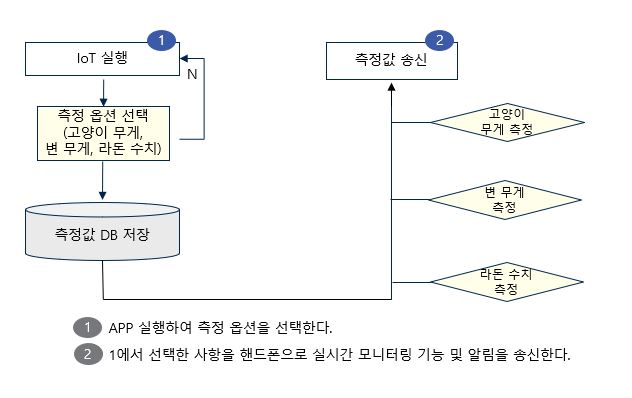 1
IoT 실행
N
측정 옵션 선택
(고양이 무게,
변 무게, 라돈 수치)
측정값 DB 저장
2
측정값 송신
고양이
무게 측정
변 무게
측정
라돈 수치
측정
1 APP 실행하여 측정 옵션을 선택한다.
2 1에서 선택한 사항을 핸드폰으로 실시간 모니터링 기능 및 알림을 송신한다.